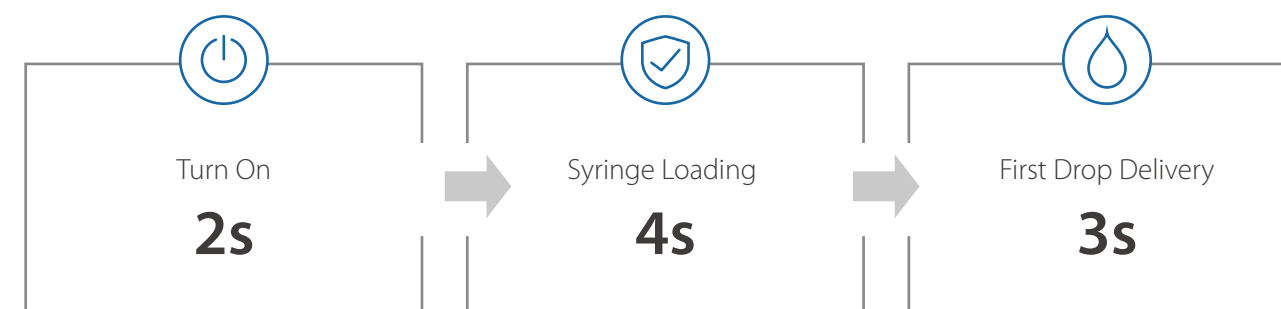 Turn On
2s
Syringe Loading
4s
First Drop Delivery
3s